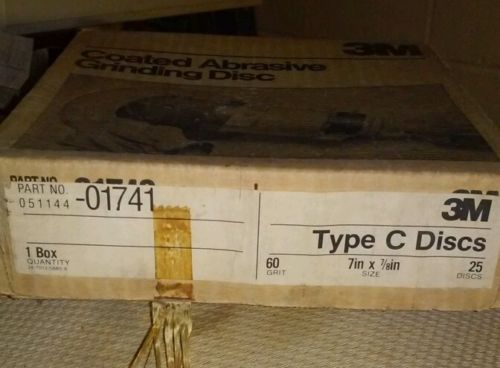 Coated Abrasive
Grinding Disc
3M
PART NO.
PART NO.
051144-01741
3M
3M
Type C Discs
1 Box
QUANTITY
60
GRIT
7in x 7/8in
SIZE
25
DISCS